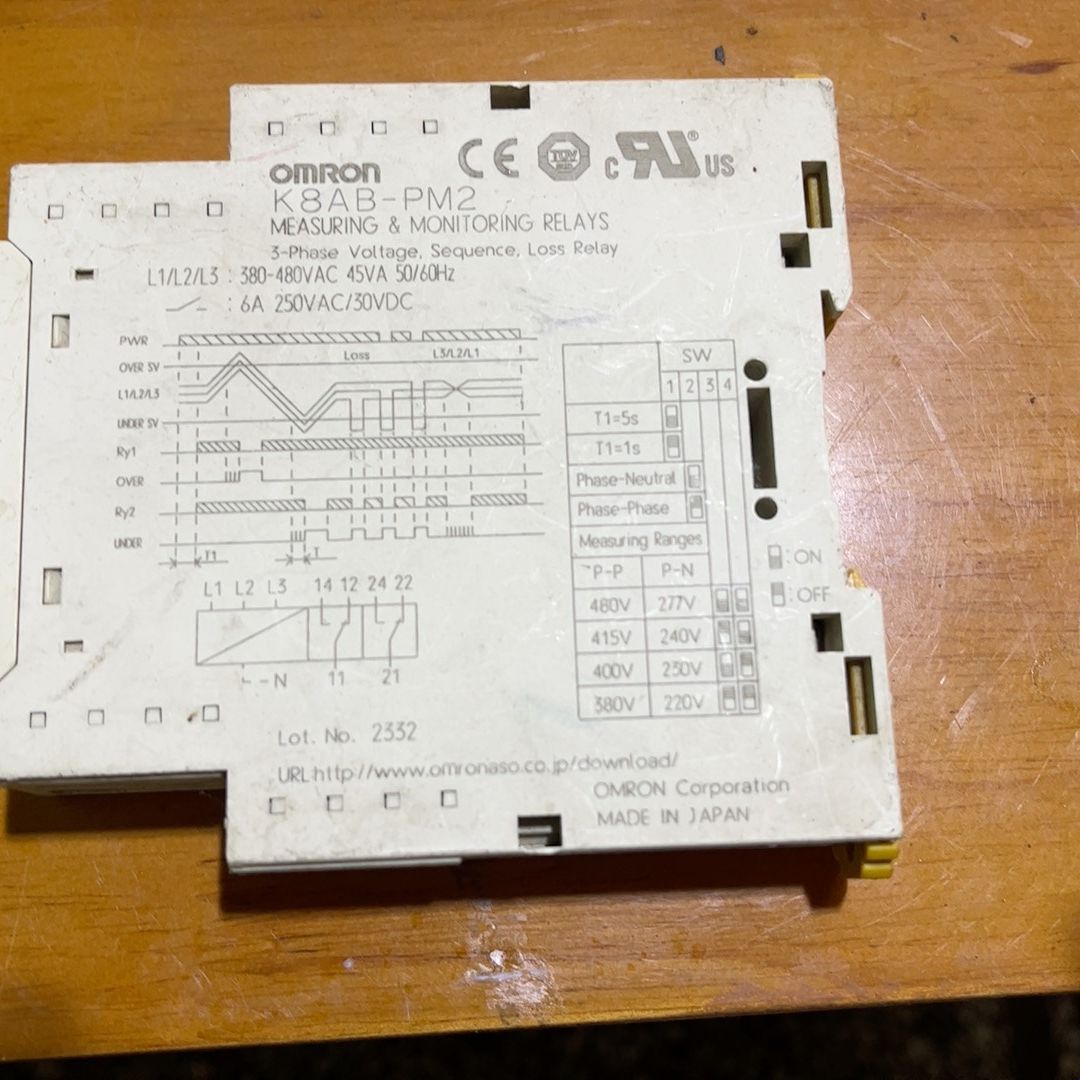 OMRON
CE
TÜV
c RU US
®
K8AB-PM2
MEASURING & MONITORING RELAYS
3-Phase Voltage, Sequence, Loss Relay
L1/L2/L3 : 380-480VAC 45VA 50/60Hz
: 6A 250VAC/30VDC
PWR
OVER SV
Loss L3/L2/L1
L1/L2/L3
UNDER SV
Ry1
OVER
Ry2
UNDER
T1 T
SW
1 2 3 4
T1=5s
T1=1s
Phase-Neutral
Phase-Phase
Measuring Ranges
P-P P-N
480V 277V
415V 240V
400V 230V
380V 220V
: ON
: OFF
L1 L2 L3 14 12 24 22
N 11 21
Lot. No. 2332
URL:http://www.omronaso.co.jp/download/
OMRON Corporation
MADE IN JAPAN